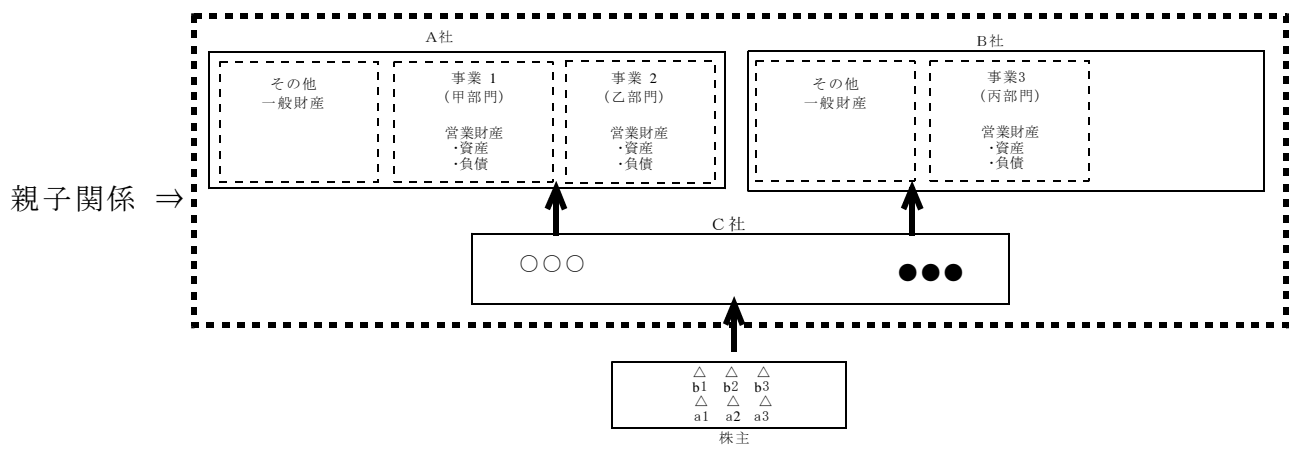 A社
その他
一般財産
事業 1
(甲部門)
営業財産
・資産
・負債
事業 2
(乙部門)
営業財産
・資産
・負債
B社
その他
一般財産
事業3
(丙部門)
営業財産
・資産
・負債
親子関係 ⇒
C社
○○○
●●●
△ △ △
b1 b2 b3
△ △ △
a1 a2 a3
株主